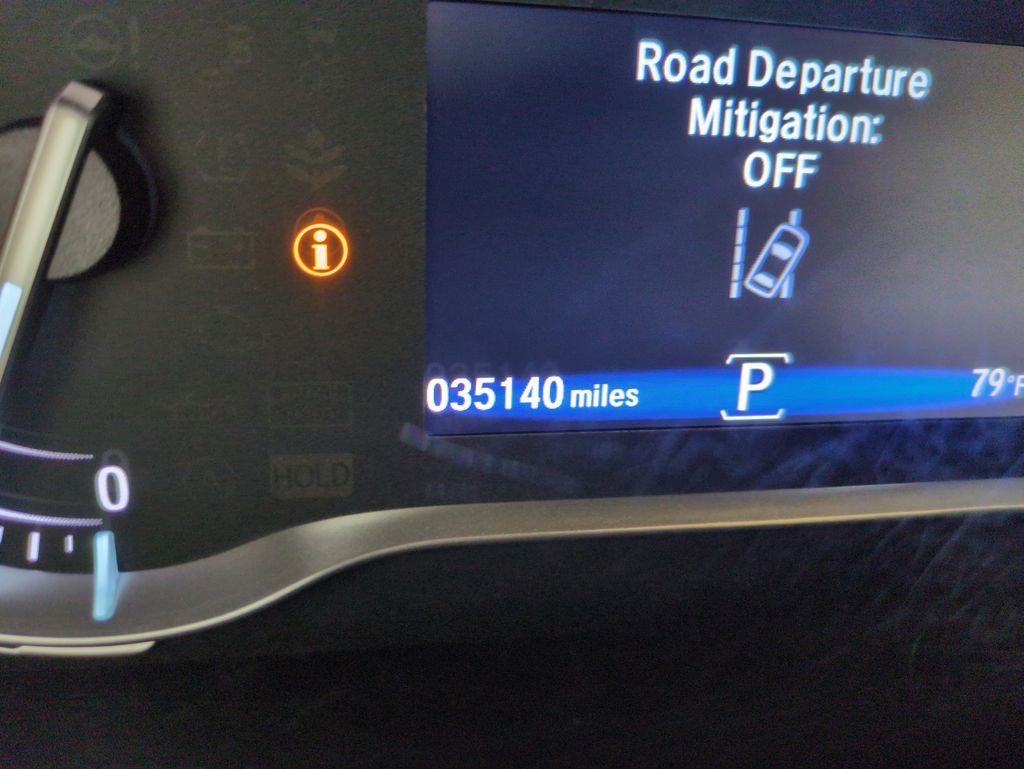 Road Departure
Mitigation:
OFF
i
035140 miles
P
79°F
0
HOLD